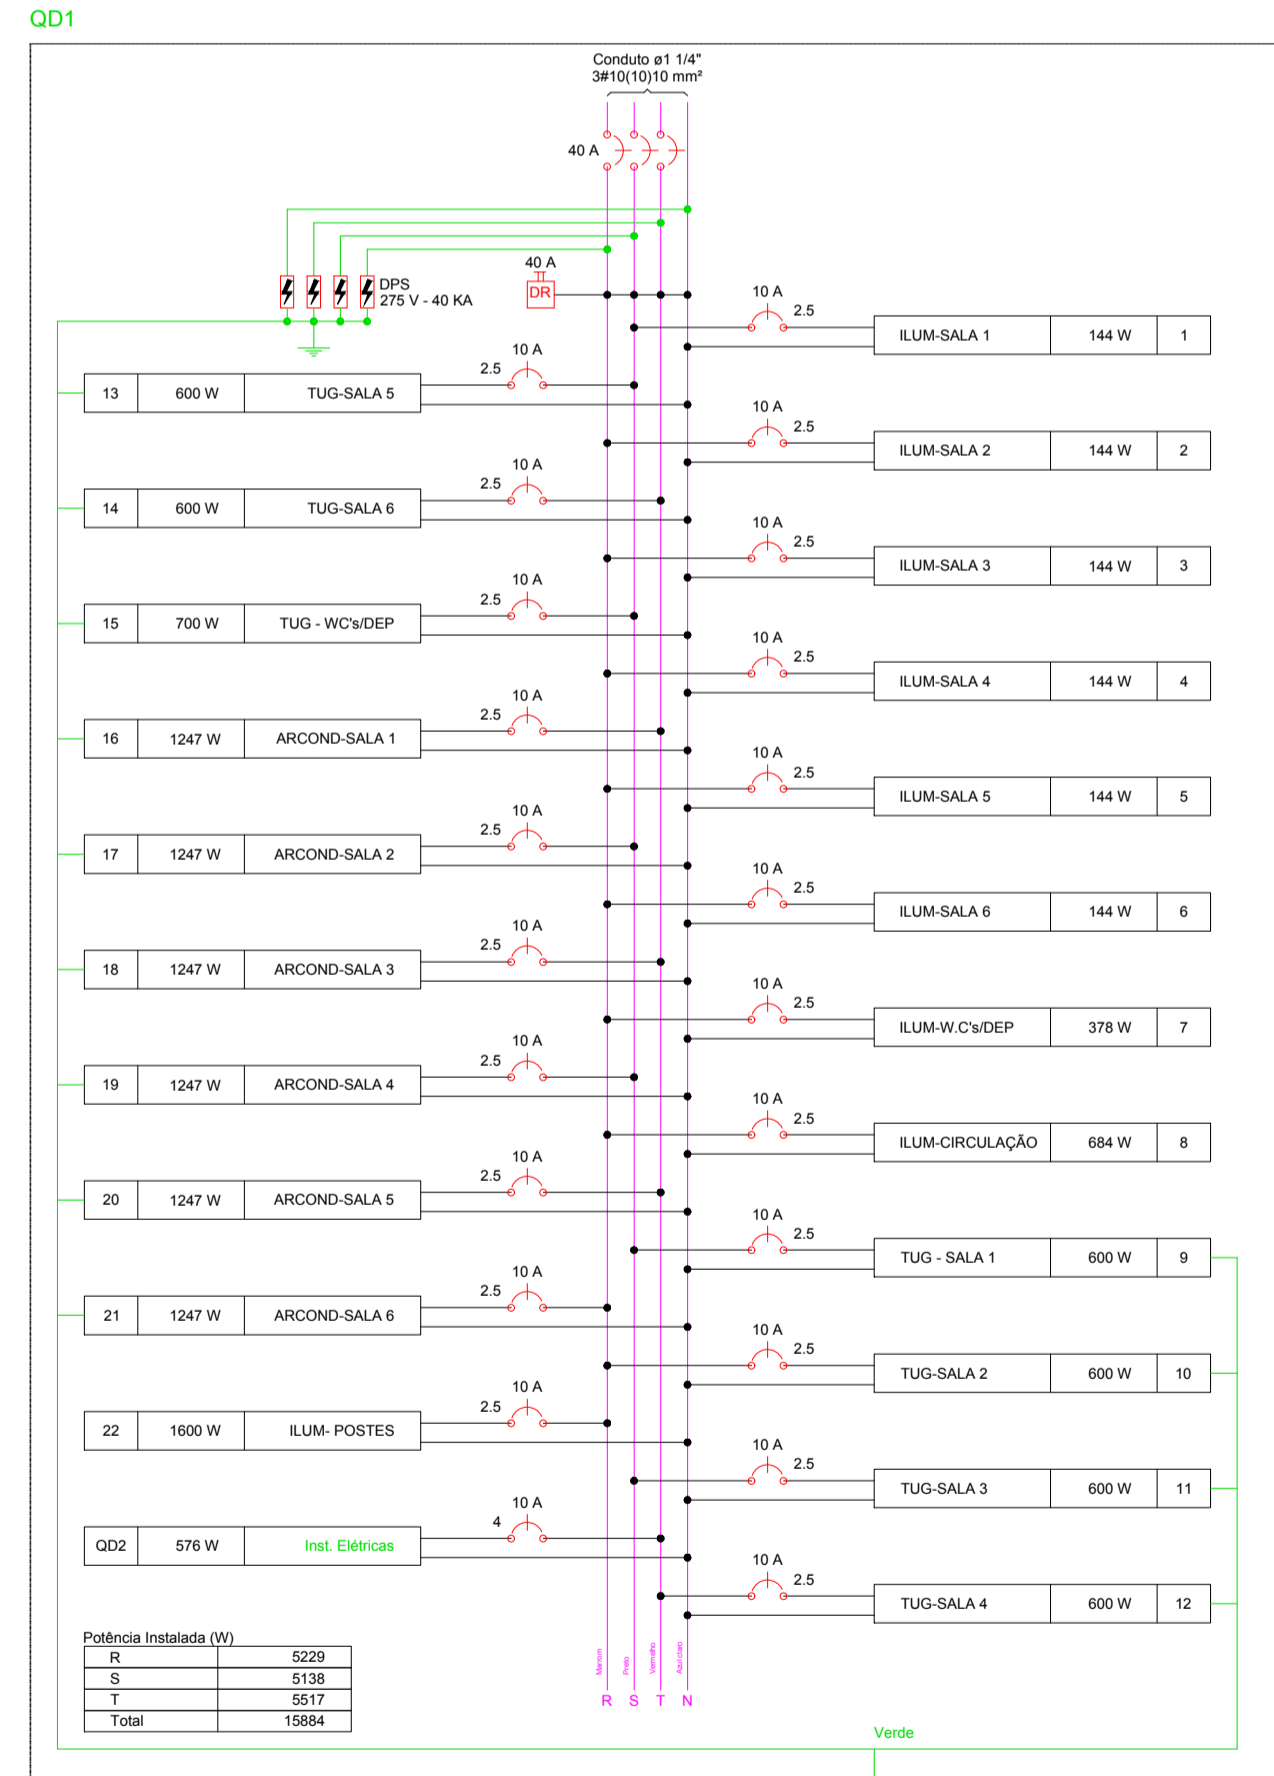 QD1
Conduto ø1 1/4"
3#10(10)10 mm²
40 A
DPS
275 V - 40 KA
40 A
DR
10 A
2.5
ILUM-SALA 1 144 W 1
10 A
2.5
13 600 W TUG-SALA 5
10 A
2.5
ILUM-SALA 2 144 W 2
10 A
2.5
14 600 W TUG-SALA 6
10 A
2.5
ILUM-SALA 3 144 W 3
10 A
2.5
15 700 W TUG - WC's/DEP
10 A
2.5
ILUM-SALA 4 144 W 4
10 A
2.5
16 1247 W ARCOND-SALA 1
10 A
2.5
ILUM-SALA 5 144 W 5
10 A
2.5
17 1247 W ARCOND-SALA 2
10 A
2.5
ILUM-SALA 6 144 W 6
10 A
2.5
18 1247 W ARCOND-SALA 3
10 A
2.5
ILUM-W.C's/DEP 378 W 7
10 A
2.5
19 1247 W ARCOND-SALA 4
10 A
2.5
ILUM-CIRCULAÇÃO 684 W 8
10 A
2.5
20 1247 W ARCOND-SALA 5
10 A
2.5
TUG - SALA 1 600 W 9
10 A
2.5
21 1247 W ARCOND-SALA 6
10 A
2.5
TUG-SALA 2 600 W 10
10 A
2.5
22 1600 W ILUM- POSTES
10 A
2.5
TUG-SALA 3 600 W 11
10 A
4
QD2 576 W Inst. Elétricas
10 A
2.5
TUG-SALA 4 600 W 12
Potência Instalada (W)
R 5229
S 5138
T 5517
Total 15884
Marrom
Preto
Vermelho
Azul claro
R S T N
Verde